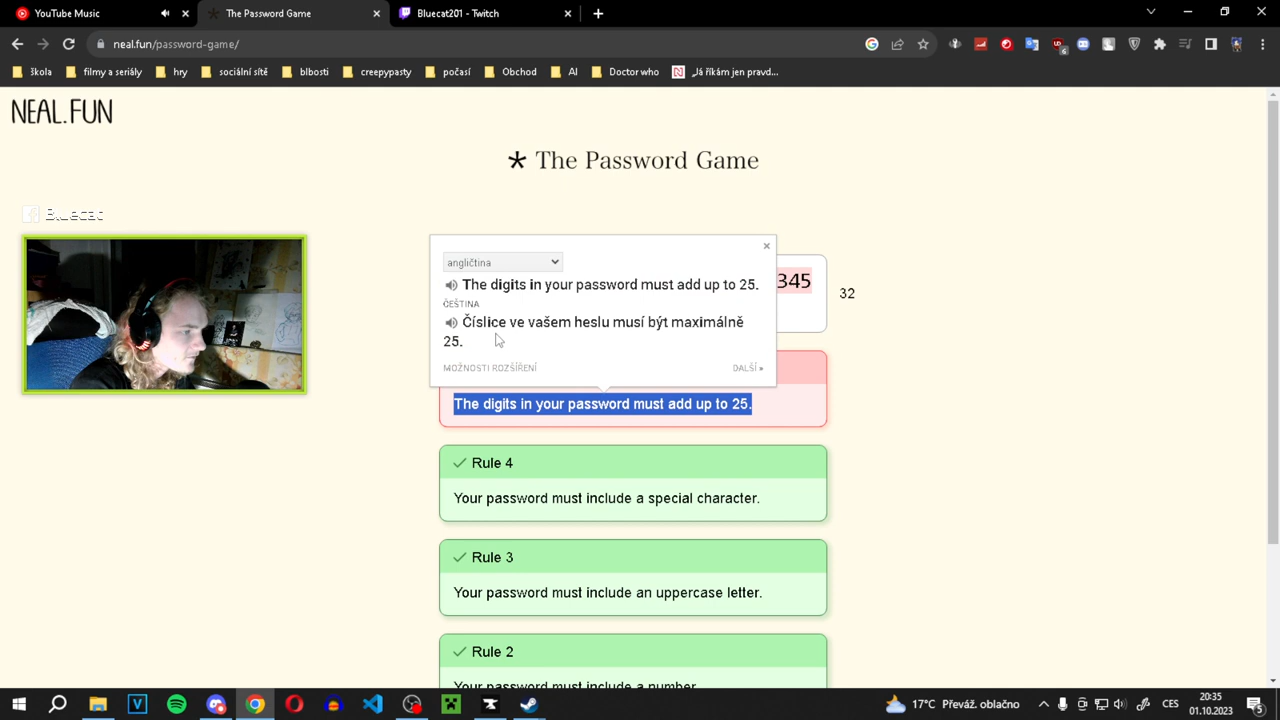 YouTube Music
The Password Game
Bluecat201 - Twitch
neal.fun/password-game/
škola
filmy a seriály
hry
sociální sítě
blbosti
creepypasty
počasí
Obchod
AI
Doctor who
„Já říkám jen pravd...
NEAL.FUN
* The Password Game
angličtina
The digits in your password must add up to 25.
ČEŠTINA
Číslice ve vašem heslu musí být maximálně
25.
MOŽNOSTI ROZŠÍŘENÍ
DALŠÍ »
345
32
The digits in your password must add up to 25.
Rule 4
Your password must include a special character.
Rule 3
Your password must include an uppercase letter.
Rule 2
Your password must include a number.
17°C Převáž. oblačno
CES
20:35
01.10.2023